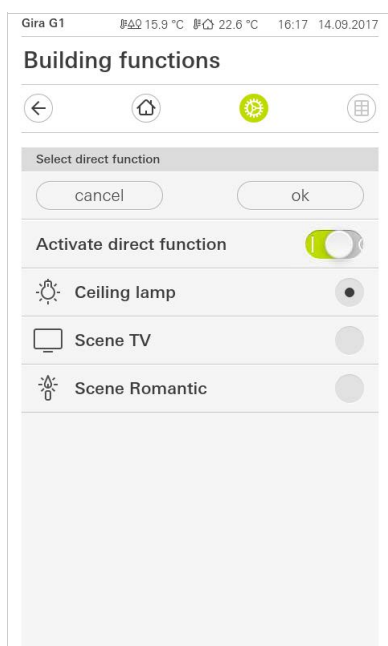 Gira G1 15.9 °C 22.6 °C 16:17 14.09.2017
Building functions
Select direct function
cancel ok
Activate direct function
Ceiling lamp
Scene TV
Scene Romantic